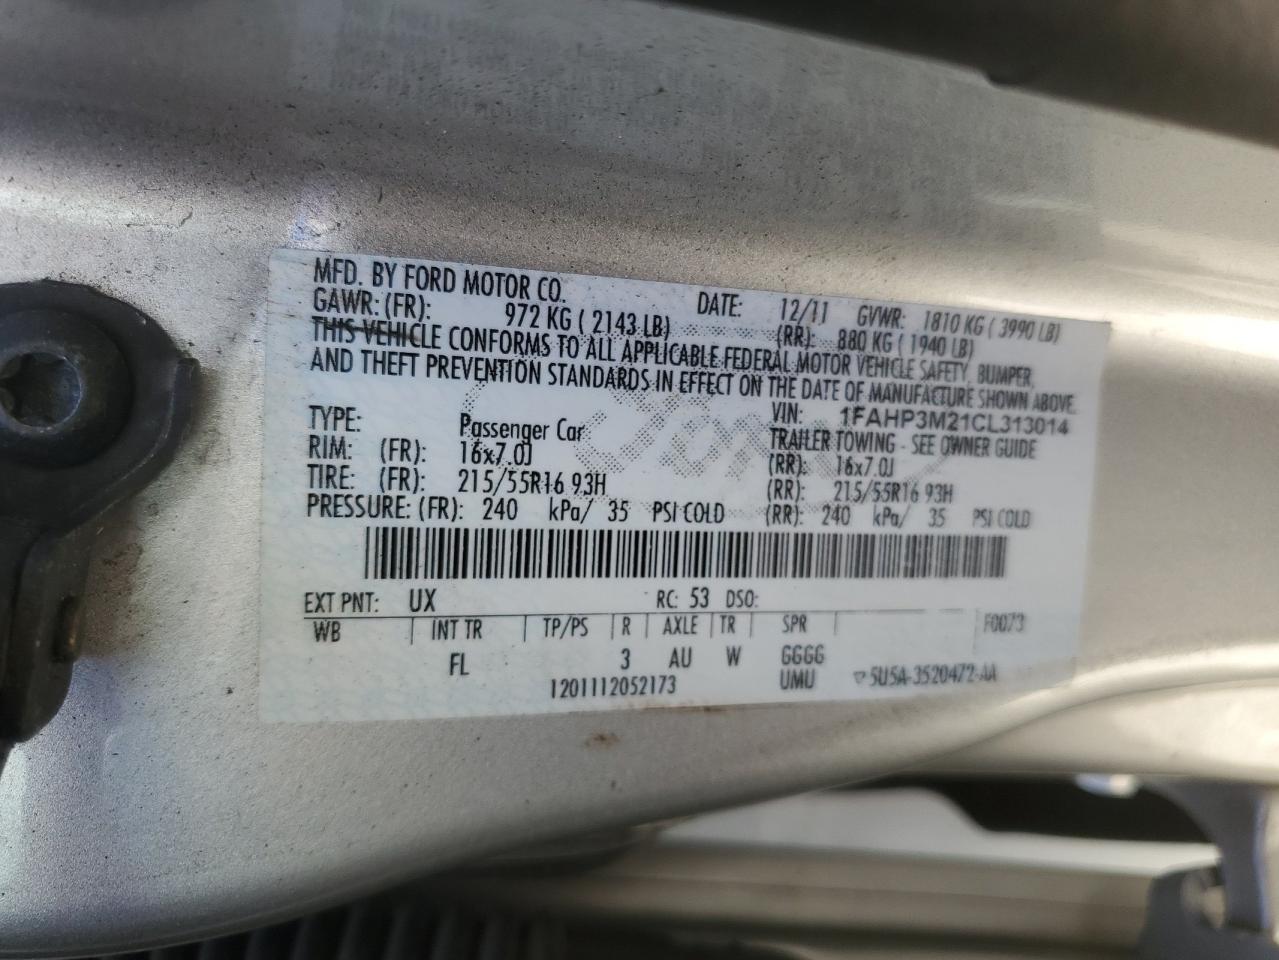 MFD. BY FORD MOTOR CO. DATE: 12/11 GVWR: 1810 KG ( 3990 LB)
GAWR: (FR): 972 KG ( 2143 LB) (RR): 880 KG ( 1940 LB)
THIS VEHICLE CONFORMS TO ALL APPLICABLE FEDERAL MOTOR VEHICLE SAFETY, BUMPER,
AND THEFT PREVENTION STANDARDS IN EFFECT ON THE DATE OF MANUFACTURE SHOWN ABOVE.
VIN: 1FAHP3M21CL313014
TYPE: Passenger Car TRAILER TOWING - SEE OWNER GUIDE
RIM: (FR): 16x7.0J (RR): 16x7.0J
TIRE: (FR): 215/55R16 93H (RR): 215/55R16 93H
PRESSURE: (FR): 240 kPa/ 35 PSI COLD (RR): 240 kPa/ 35 PSI COLD
EXT PNT: UX RC: 53 DSO:
WB INT TR TP/PS R AXLE TR SPR F0073
FL 3 AU W GGGG
1201112052173 UMU ▽ 5U5A-3520472-AA